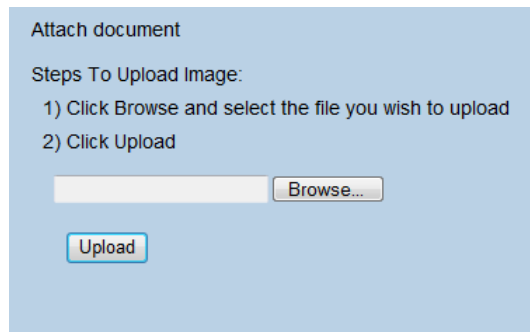 Attach document
Steps To Upload Image:
1) Click Browse and select the file you wish to upload
2) Click Upload
Browse...
Upload